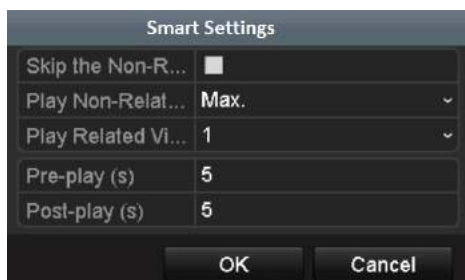 Smart Settings
Skip the Non-R...
Play Non-Relat... Max.
Play Related Vi... 1
Pre-play (s) 5
Post-play (s) 5
OK Cancel